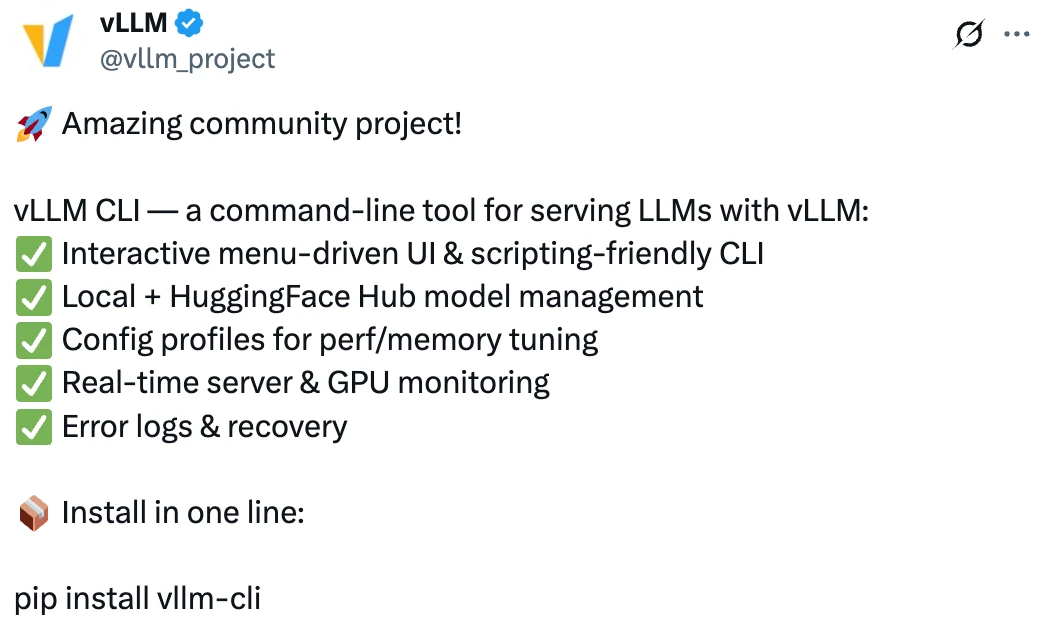 vLLM
@vllm_project
🚀 Amazing community project!
vLLM CLI — a command-line tool for serving LLMs with vLLM:
✅ Interactive menu-driven UI & scripting-friendly CLI
✅ Local + HuggingFace Hub model management
✅ Config profiles for perf/memory tuning
✅ Real-time server & GPU monitoring
✅ Error logs & recovery
📦 Install in one line:
pip install vllm-cli